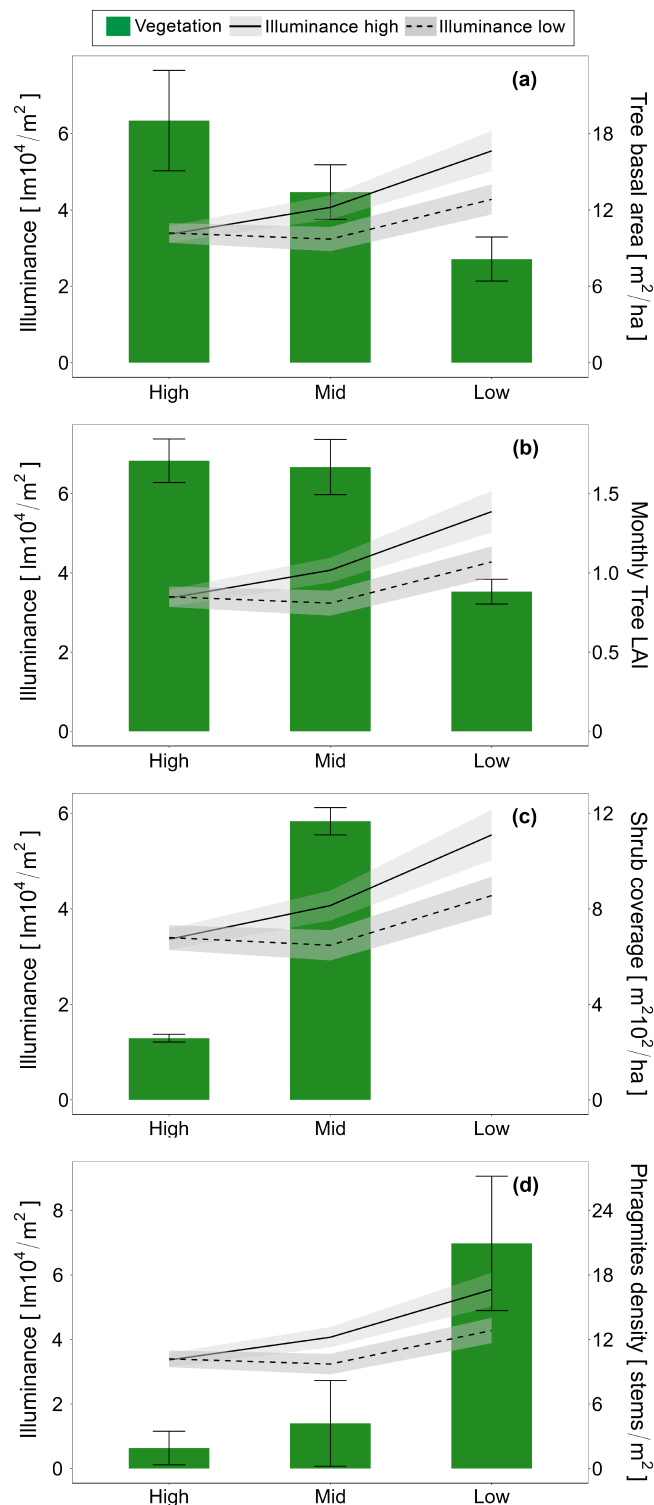 Vegetation Illuminance high Illuminance low
(a)
Illuminance [ lm10⁴/m² ]
6
4
2
0
18
12
6
0
Tree basal area [ m²/ha ]
High Mid Low
(b)
Illuminance [ lm10⁴/m² ]
6
4
2
0
1.5
1.0
0.5
0
Monthly Tree LAI
High Mid Low
(c)
Illuminance [ lm10⁴/m² ]
6
4
2
0
12
8
4
0
Shrub coverage [ m²10²/ha ]
High Mid Low
(d)
Illuminance [ lm10⁴/m² ]
8
6
4
2
0
24
18
12
6
0
Phragmites density [ stems/m² ]
High Mid Low